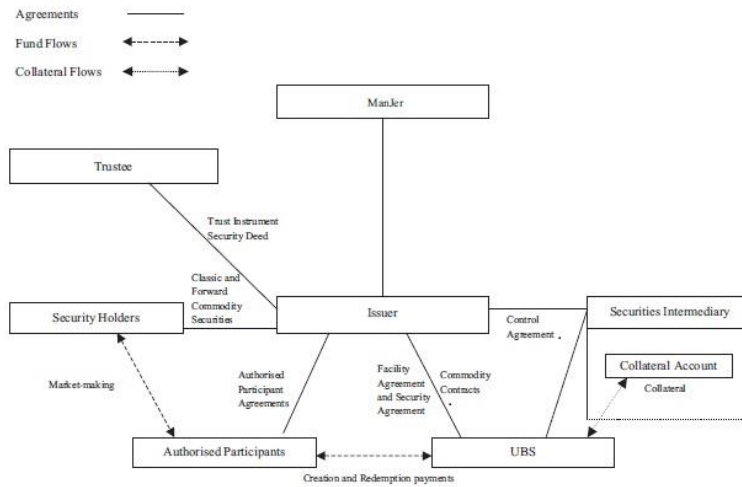 Agreements
Fund Flows
Collateral Flows
ManJer
Trustee
Trust Instrument
Security Deed
Classic and
Forward
Commodity
Securities
Security Holders
Issuer
Securities Intermediary
Control
Agreement
Collateral Account
Collateral
Market-making
Authorised
Participant
Agreements
Facility
Agreement
and Security
Agreement
Commodity
Contracts
Authorised Participants
UBS
Creation and Redemption payments